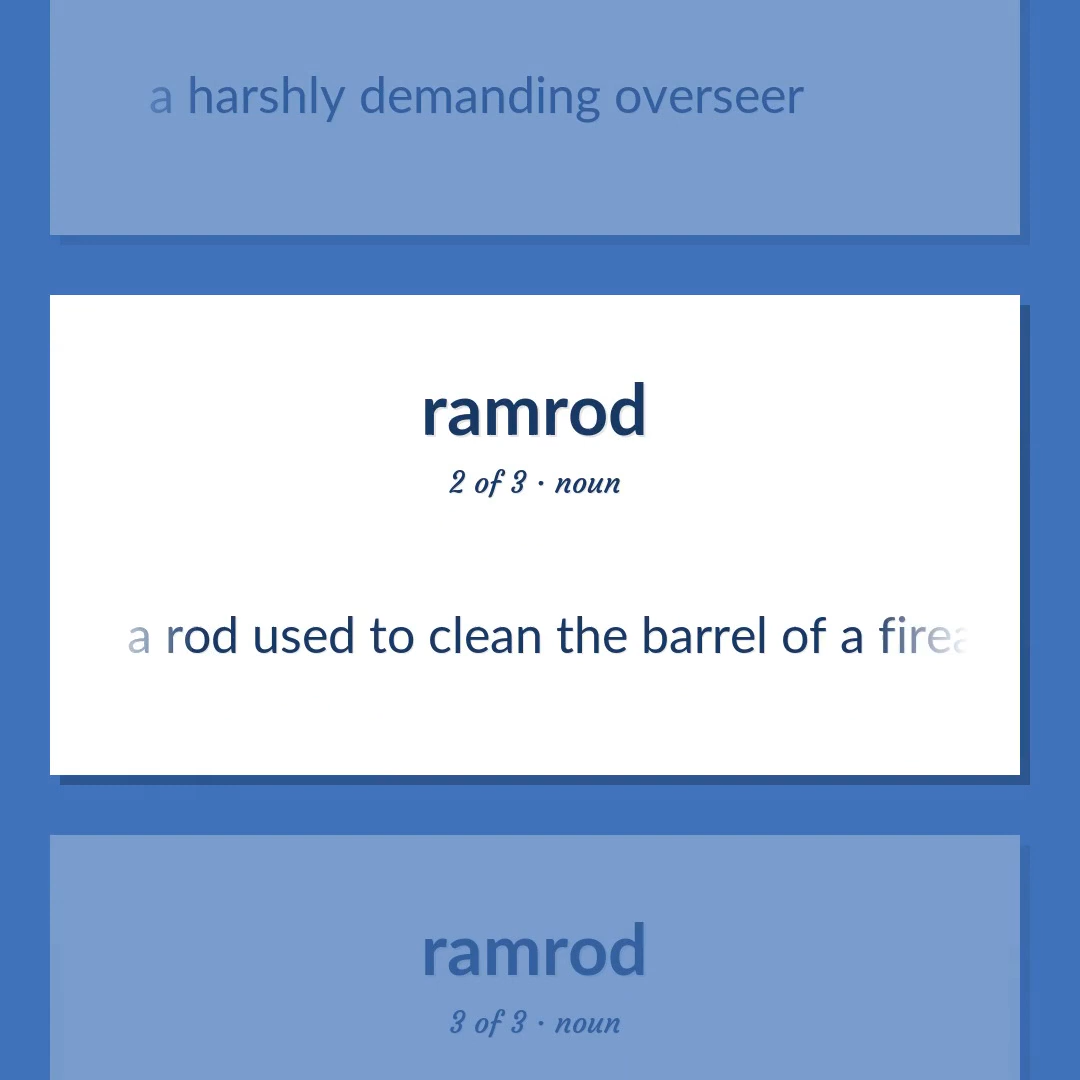 a harshly demanding overseer
ramrod
2 of 3 · noun
a rod used to clean the barrel of a firea
ramrod
3 of 3 · noun